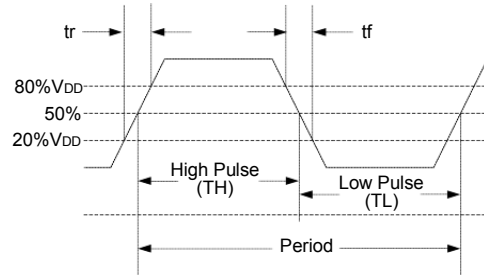 tr
tf
80%VDD
50%
20%VDD
High Pulse
(TH)
Low Pulse
(TL)
Period